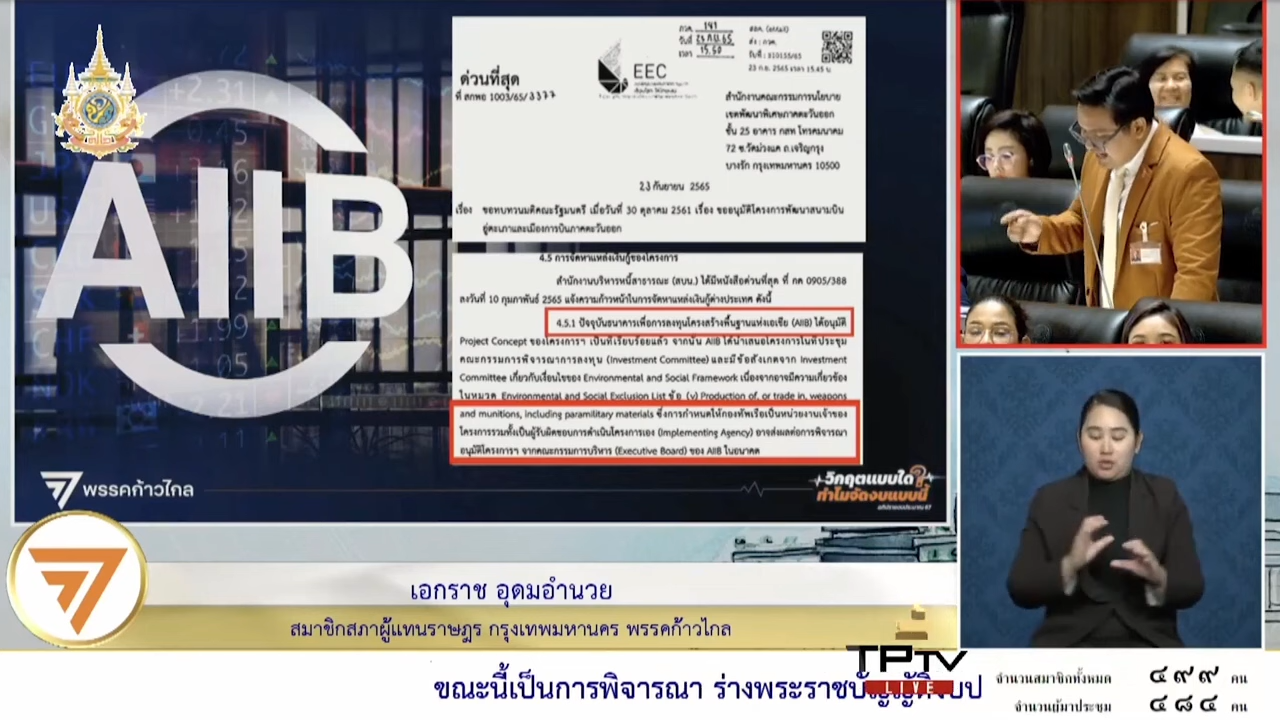 AIIB
ด่วนที่สุด
ที่ สกพอ 1003/65/3377
ภวค. 141
วันที่ 23 ก.ย. 65
เวลา 15.50
23 ก.ย. 2565 เวลา 15.45 น.
EEC
สำนักงานคณะกรรมการนโยบาย
เขตพัฒนาพิเศษภาคตะวันออก
ชั้น 25 อาคาร กสท โทรคมนาคม
72 ซ.วัดม่วงแค ถ.เจริญกรุง
บางรัก กรุงเทพมหานคร 10500
23 กันยายน 2565
เรื่อง ขอทบทวนมติคณะรัฐมนตรี เมื่อวันที่ 30 ตุลาคม 2561 เรื่อง ขออนุมัติโครงการพัฒนาสนามบิน
อู่ตะเภาและเมืองการบินภาคตะวันออก
4.5 การจัดหาแหล่งเงินกู้ของโครงการ
สำนักงานบริหารหนี้สาธารณะ (สบน.) ได้มีหนังสือด่วนที่สุด ที่ กค 0905/388
ลงวันที่ 10 กุมภาพันธ์ 2565 แจ้งความก้าวหน้าในการจัดหาแหล่งเงินกู้ต่างประเทศ ดังนี้
4.5.1 ปัจจุบันธนาคารเพื่อการลงทุนโครงสร้างพื้นฐานแห่งเอเชีย (AIIB) ได้อนุมัติ
Project Concept ของโครงการฯ เป็นที่เรียบร้อยแล้ว จากนั้น AIIB ได้นำเสนอโครงการในที่ประชุม
คณะกรรมการพิจารณาการลงทุน (Investment Committee) และมีข้อสังเกตจาก Investment
Committee เกี่ยวกับเงื่อนไขของ Environmental and Social Framework เนื่องจากอาจมีความเกี่ยวข้อง
ในหมวด Environmental and Social Exclusion List ข้อ (v) Production of, or trade in, weapons
and munitions, including paramilitary materials ซึ่งการกำหนดให้กองทัพเรือเป็นหน่วยงานเจ้าของ
โครงการรวมทั้งเป็นผู้รับผิดชอบการดำเนินโครงการเอง (Implementing Agency) อาจส่งผลต่อการพิจารณา
อนุมัติโครงการฯ จากคณะกรรมการบริหาร (Executive Board) ของ AIIB ในอนาคต
พรรคก้าวไกล
วิกฤตแบบใด?
ทำไมจัดงบแบบนี้
เอกราช อุดมอำนวย
สมาชิกสภาผู้แทนราษฎร กรุงเทพมหานคร พรรคก้าวไกล
TPTV
LIVE
ขณะนี้เป็นการพิจารณา ร่างพระราชบัญญัติงบป
จำนวนสมาชิกทั้งหมด ๔๙๙ คน
จำนวนผู้มาประชุม ๔๘๔ คน